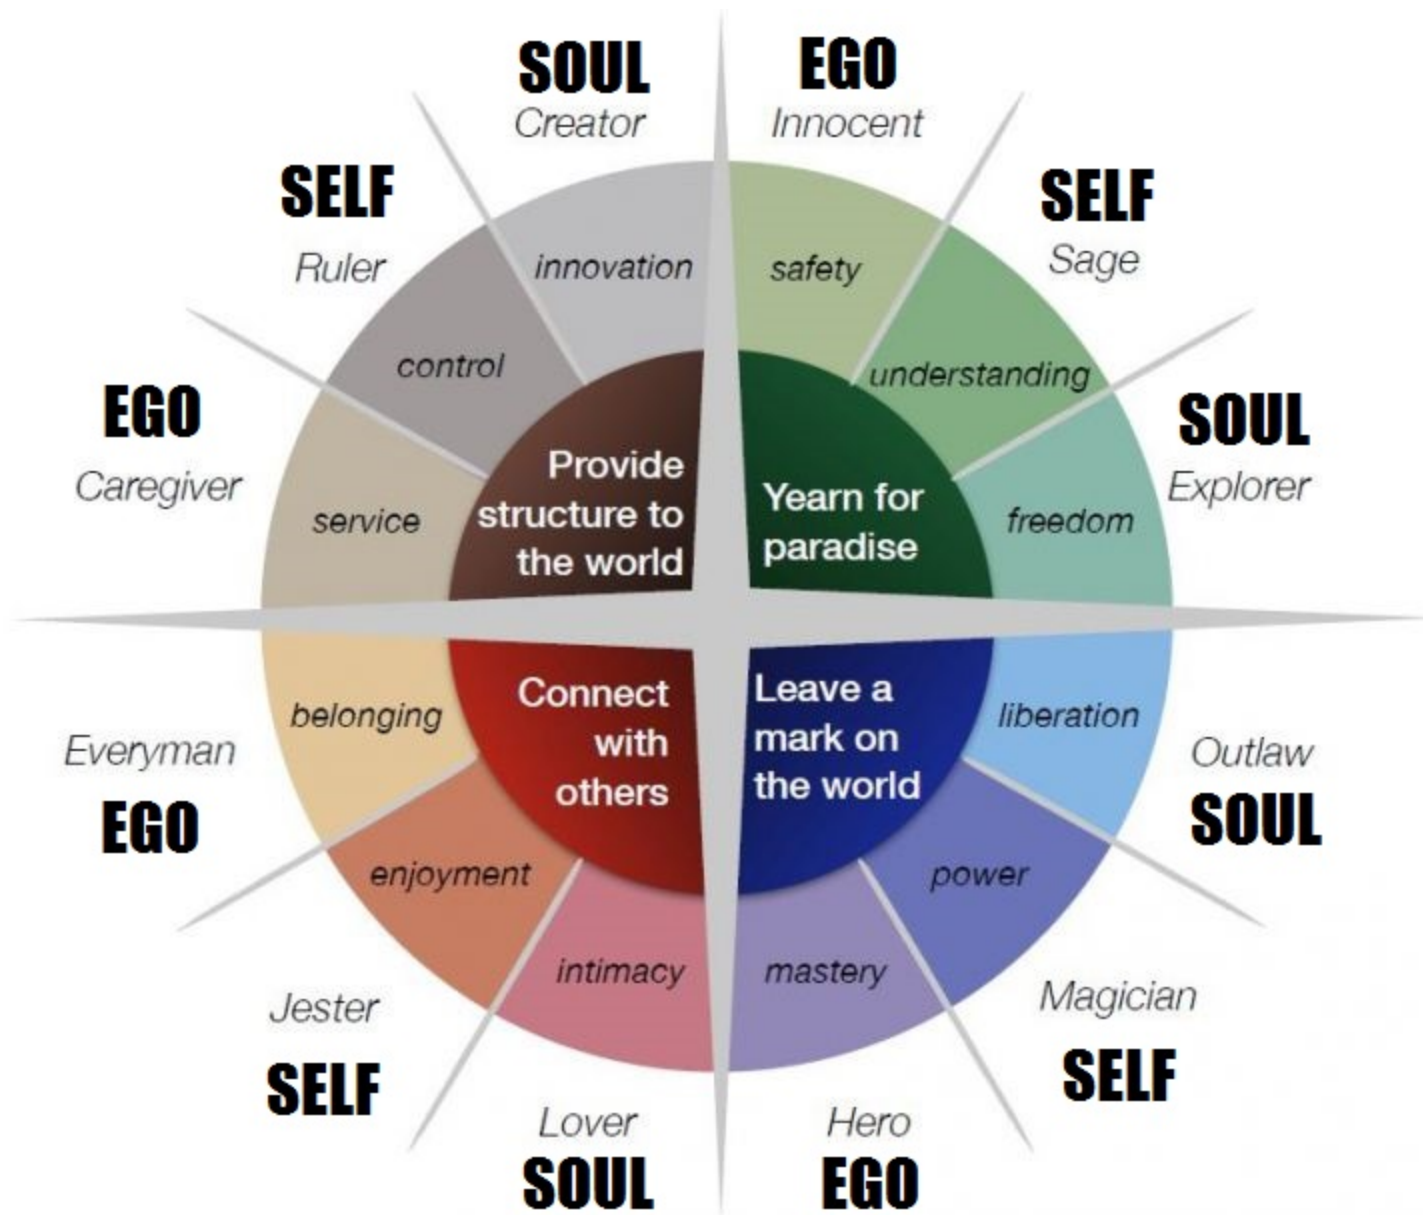 SOUL
Creator
EGO
Innocent
SELF
Ruler
SELF
Sage
innovation
safety
control
understanding
EGO
Caregiver
SOUL
Explorer
service
Provide
structure to
the world
Yearn for
paradise
freedom
belonging
Connect
with
others
Leave a
mark on
the world
liberation
Everyman
EGO
Outlaw
SOUL
enjoyment
power
intimacy
mastery
Jester
SELF
Magician
SELF
Lover
SOUL
Hero
EGO